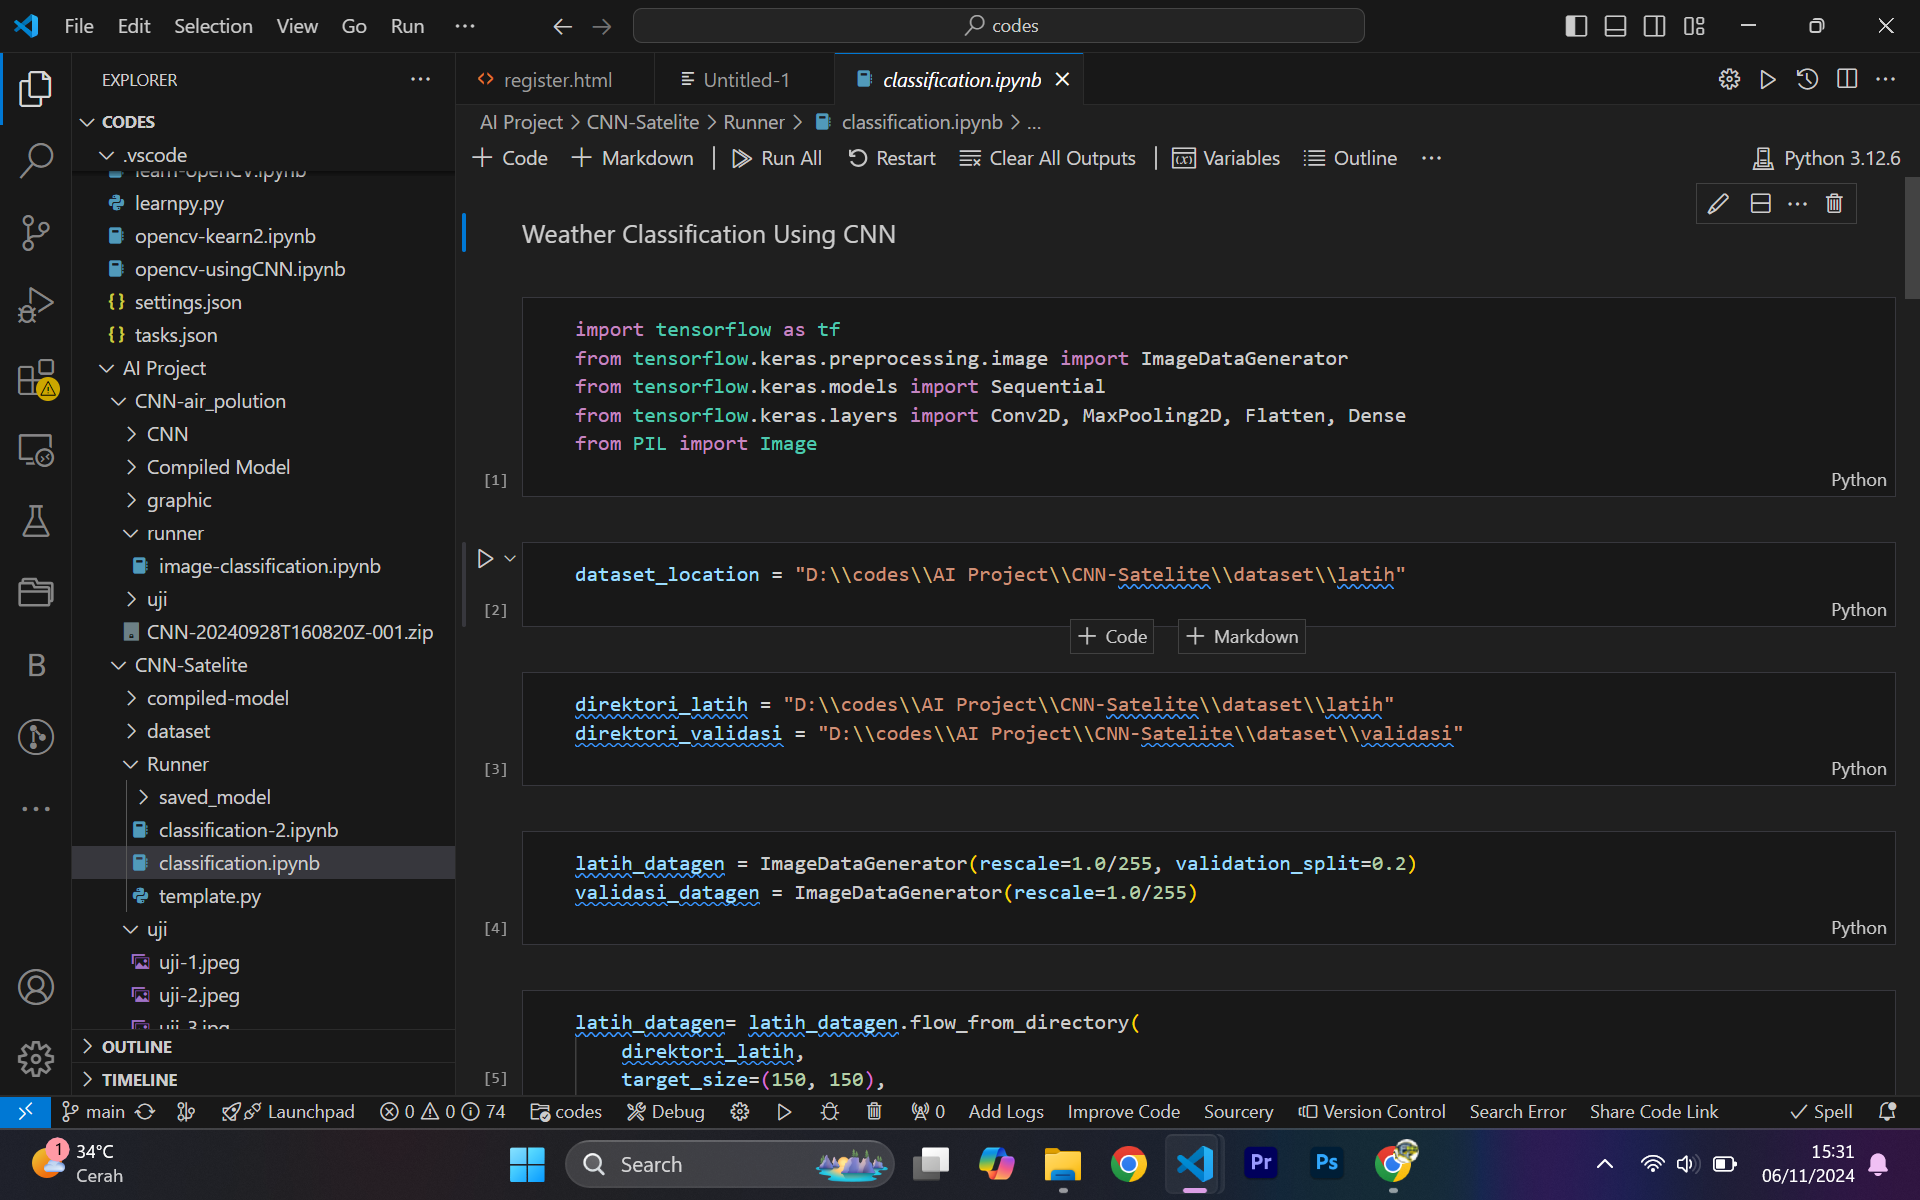 File Edit Selection View Go Run
codes
EXPLORER
CODES
.vscode
learn-openCv.ipynb
learnpy.py
opencv-kearn2.ipynb
opencv-usingCNN.ipynb
{} settings.json
{} tasks.json
AI Project
CNN-air_polution
CNN
Compiled Model
graphic
runner
image-classification.ipynb
uji
CNN-20240928T160820Z-001.zip
CNN-Satelite
compiled-model
dataset
Runner
saved_model
classification-2.ipynb
classification.ipynb
template.py
uji
uji-1.jpeg
uji-2.jpeg
uji-3.jpg
OUTLINE
TIMELINE
register.html Untitled-1 classification.ipynb
AI Project > CNN-Satelite > Runner > classification.ipynb > ...
+ Code + Markdown | Run All Restart Clear All Outputs | Variables Outline ... Python 3.12.6
Weather Classification Using CNN
import tensorflow as tf
from tensorflow.keras.preprocessing.image import ImageDataGenerator
from tensorflow.keras.models import Sequential
from tensorflow.keras.layers import Conv2D, MaxPooling2D, Flatten, Dense
from PIL import Image
[1] Python
dataset_location = "D:\\codes\\AI Project\\CNN-Satelite\\dataset\\latih"
[2] Python
+ Code + Markdown
direktori_latih = "D:\\codes\\AI Project\\CNN-Satelite\\dataset\\latih"
direktori_validasi = "D:\\codes\\AI Project\\CNN-Satelite\\dataset\\validasi"
[3] Python
latih_datagen = ImageDataGenerator(rescale=1.0/255, validation_split=0.2)
validasi_datagen = ImageDataGenerator(rescale=1.0/255)
[4] Python
latih_datagen= latih_datagen.flow_from_directory(
direktori_latih,
target_size=(150, 150),
[5]
main Launchpad 0 0 74 codes Debug 0 Add Logs Improve Code Sourcery Version Control Search Error Share Code Link Spell
1 34°C
Cerah
Search
Pr Ps
15:31
06/11/2024